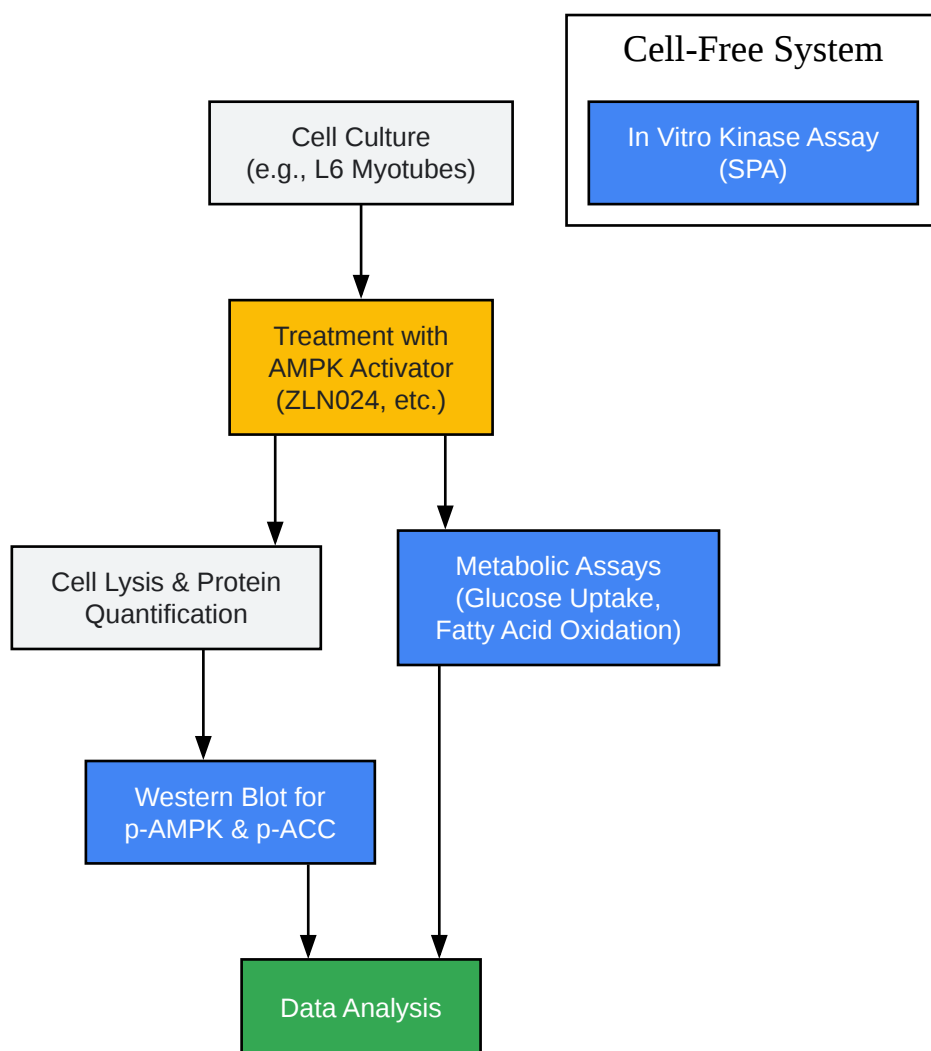 Cell-Free System
In Vitro Kinase Assay
(SPA)
Cell Culture
(e.g., L6 Myotubes)
Treatment with
AMPK Activator
(ZLN024, etc.)
Cell Lysis & Protein
Quantification
Metabolic Assays
(Glucose Uptake,
Fatty Acid Oxidation)
Western Blot for
p-AMPK & p-ACC
Data Analysis